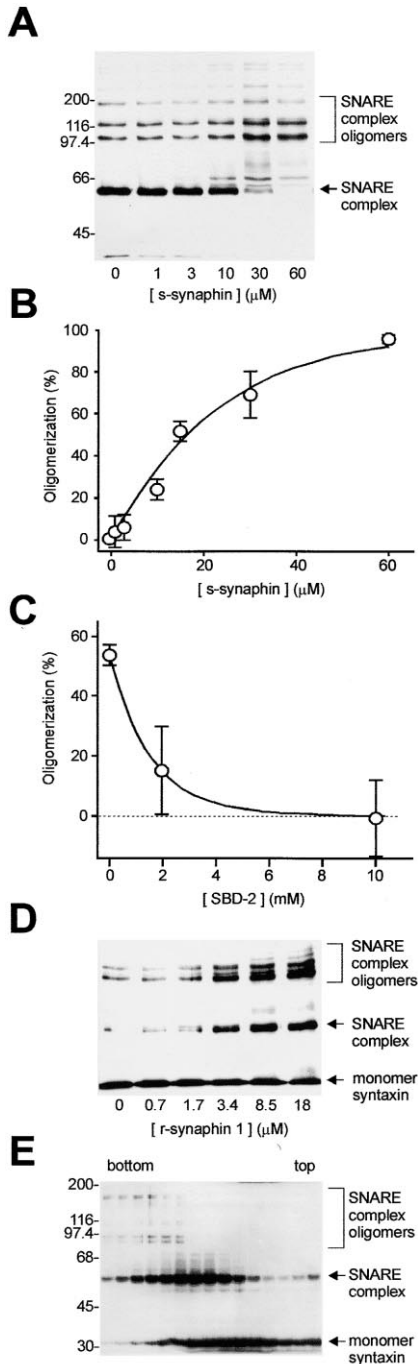 A
200-
116-
97.4-
66-
45-
SNARE
complex
oligomers
SNARE
complex
0 1 3 10 30 60
[ s-synaphin ] (μM)
B
Oligomerization (%)
100
80
60
40
20
0
0 20 40 60
[ s-synaphin ] (μM)
C
Oligomerization (%)
60
40
20
0
0 2 4 6 8 10
[ SBD-2 ] (mM)
D
SNARE
complex
oligomers
SNARE
complex
monomer
syntaxin
0 0.7 1.7 3.4 8.5 18
[ r-synaphin 1 ] (μM)
E
bottom top
200-
116-
97.4-
68-
45-
30-
SNARE
complex
oligomers
SNARE
complex
monomer
syntaxin